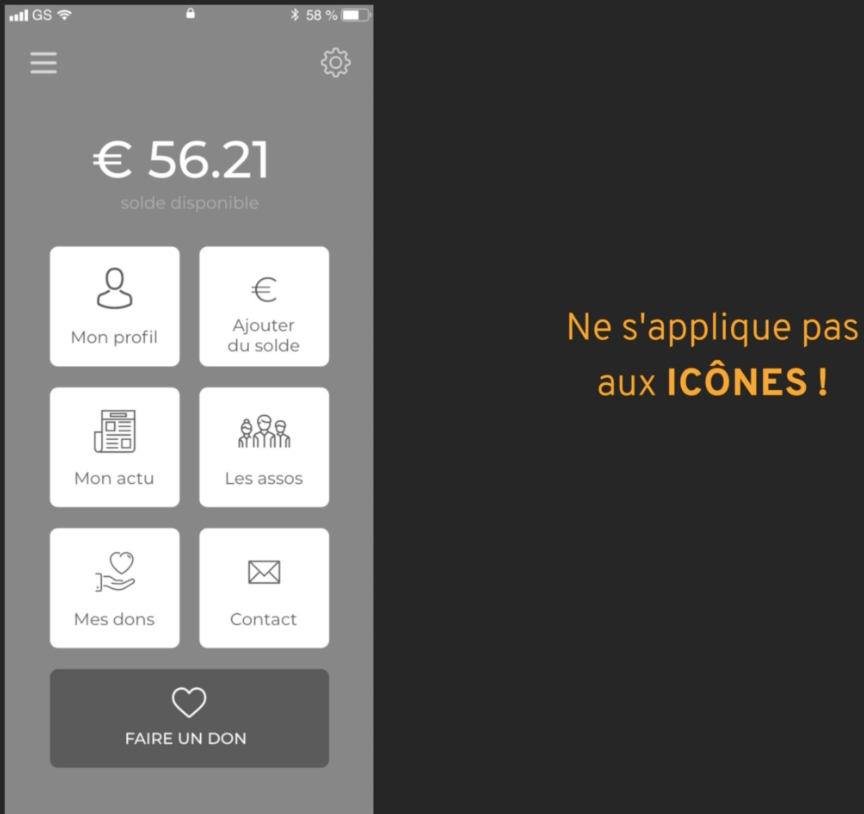 GS 58 %
€ 56.21
solde disponible
Mon profil
Ajouter
du solde
Mon actu
Les assos
Mes dons
Contact
FAIRE UN DON
Ne s'applique pas
aux ICÔNES !